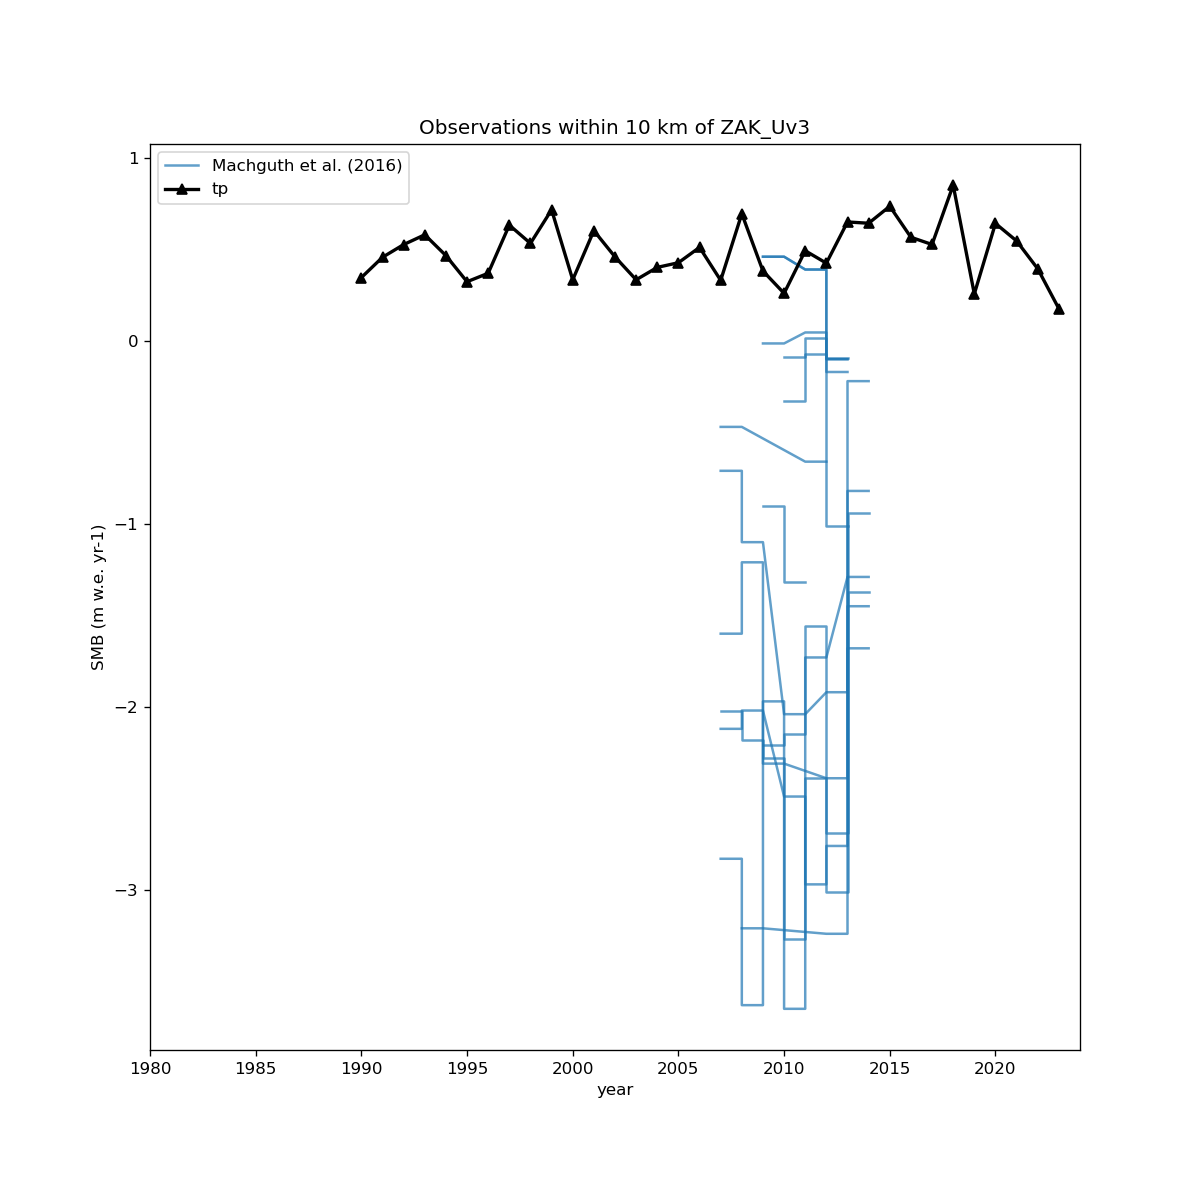 Observations within 10 km of ZAK_Uv3
Machguth et al. (2016)
tp
1
0
−1
−2
−3
SMB (m w.e. yr-1)
1980 1985 1990 1995 2000 2005 2010 2015 2020
year